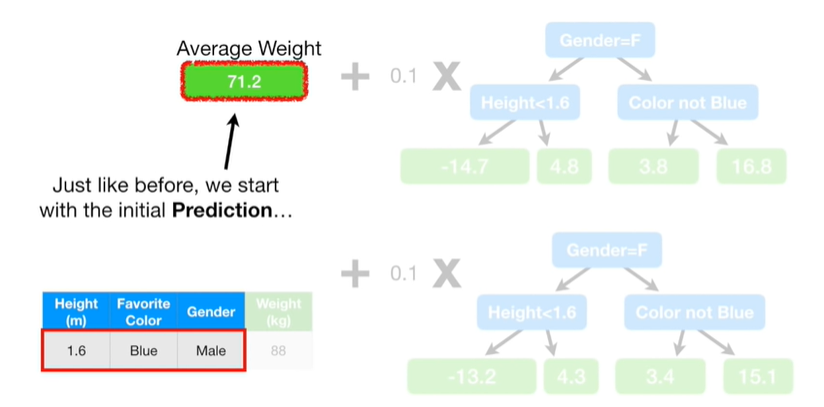 Average Weight
71.2
+ 0.1 X
Gender=F
Height<1.6
Color not Blue
-14.7
4.8
3.8
16.8
Just like before, we start
with the initial Prediction…
+ 0.1 X
Gender=F
Height<1.6
Color not Blue
-13.2
4.3
3.4
15.1
Height
(m)
Favorite
Color
Gender
Weight
(kg)
1.6
Blue
Male
88